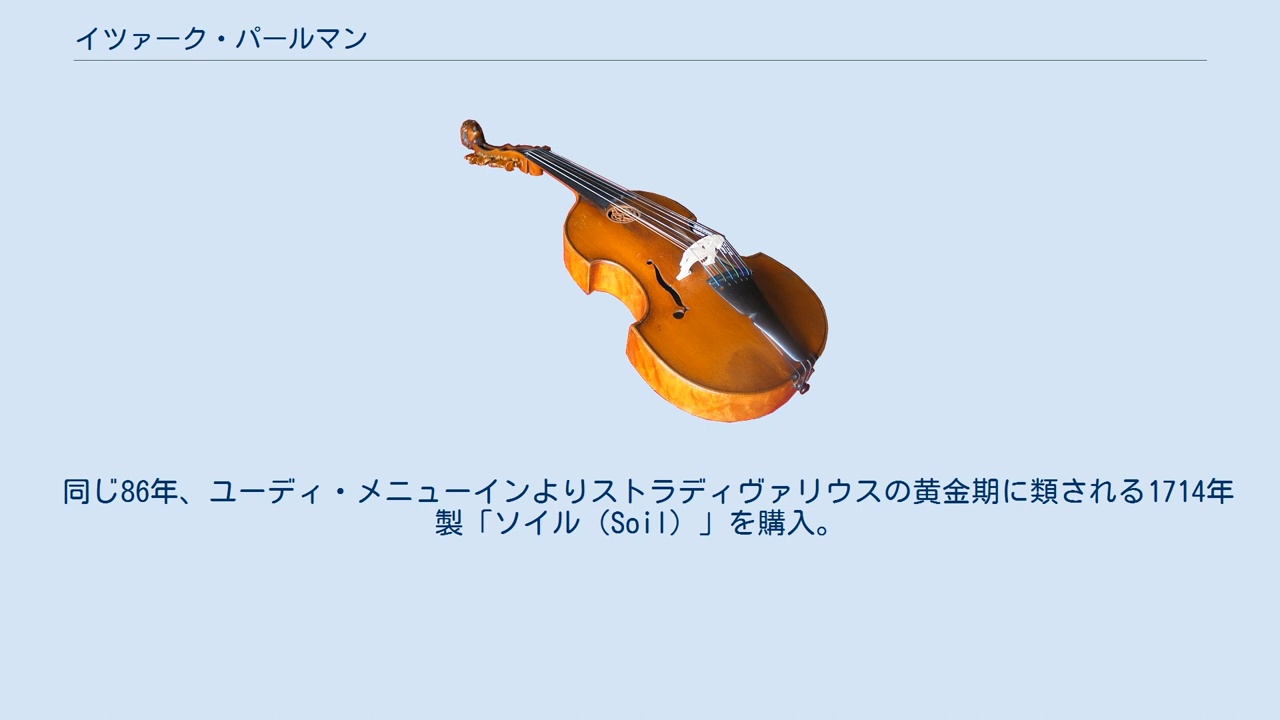 イツァーク・パールマン
同じ86年、ユーディ・メニューインよりストラディヴァリウスの黄金期に類される1714年
製「ソイル（Soil）」を購入。